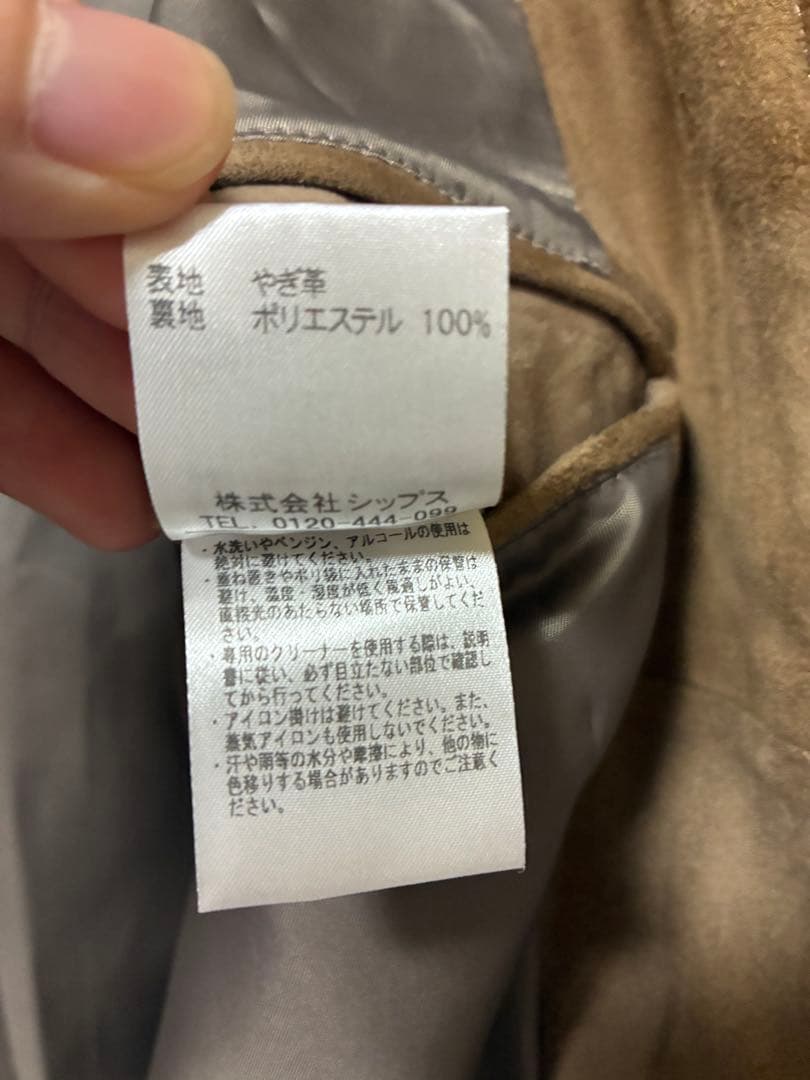 表地 やぎ革
裏地 ポリエステル 100%
株式会社 シップス
TEL. 0120-444-099
・水洗いやベンジン、アルコールの使用は
絶対に避けてください。
・重ね置きやポリ袋に入れたままの保管は
避け、温度・湿度が低く風通しがよい、
直接光のあたらない場所で保管してくだ
さい。
・専用のクリーナーを使用する際は、説明
書に従い、必ず目立たない部位で確認し
てから行ってください。
・アイロン掛けは避けてください。また、
蒸気アイロンも使用しないでください。
・汗や雨等の水分や摩擦により、他の物に
色移りする場合がありますのでご注意く
ださい。